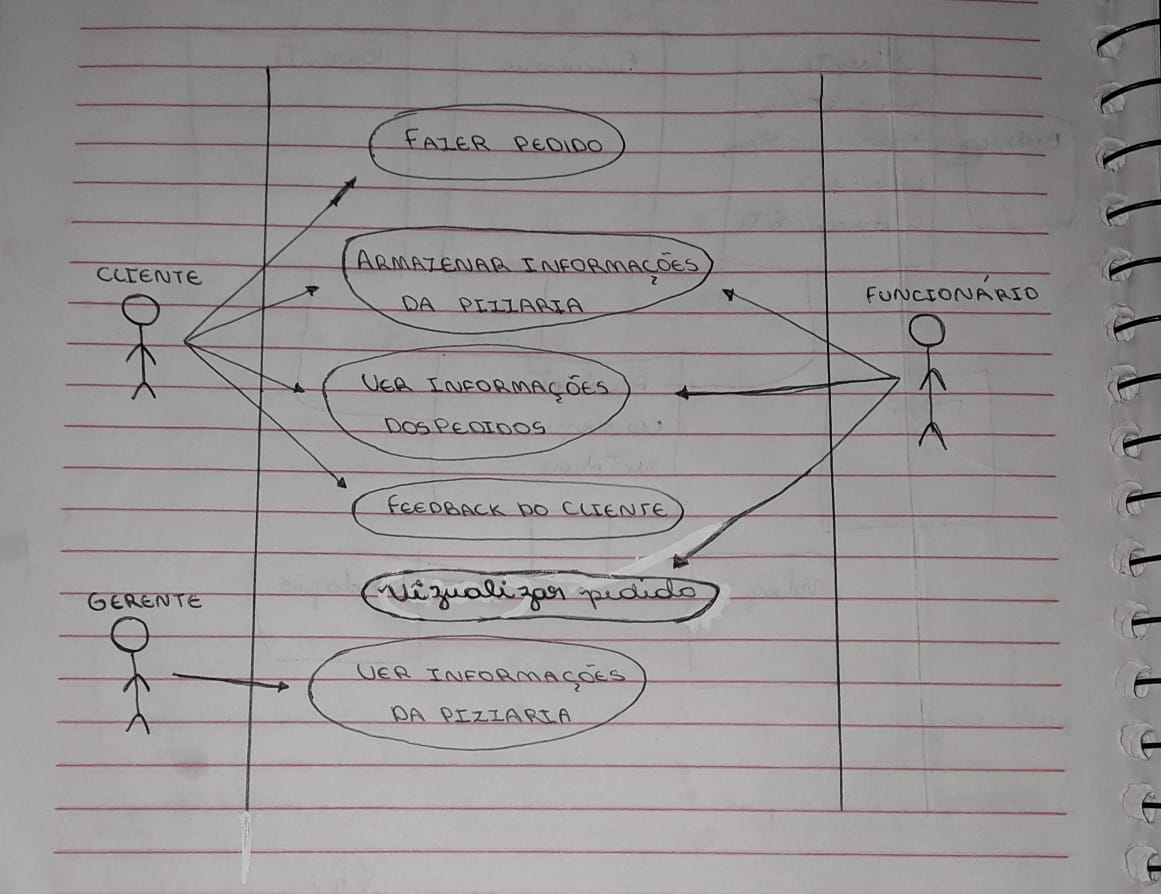 FAZER PEDIDO
ARMAZENAR INFORMAÇÕES
DA PIZZARIA
CLIENTE
FUNCIONÁRIO
VER INFORMAÇÕES
DOS PEDIDOS
FEEDBACK DO CLIENTE
Vizualizar pedido
GERENTE
VER INFORMAÇÕES
DA PIZZARIA